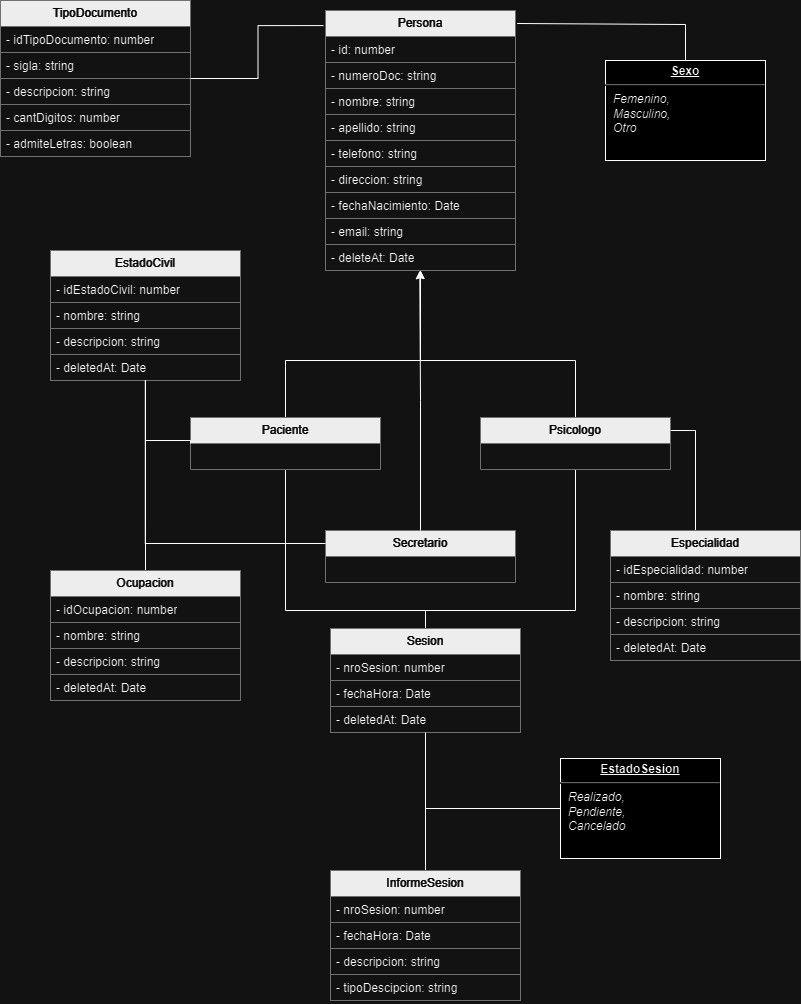 TipoDocumento
- idTipoDocumento: number
- sigla: string
- descripcion: string
- cantDigitos: number
- admiteLetras: boolean
Persona
- id: number
- numeroDoc: string
- nombre: string
- apellido: string
- telefono: string
- direccion: string
- fechaNacimiento: Date
- email: string
- deleteAt: Date
Sexo
Femenino,
Masculino,
Otro
EstadoCivil
- idEstadoCivil: number
- nombre: string
- descripcion: string
- deletedAt: Date
Paciente
Psicologo
Secretario
Especialidad
- idEspecialidad: number
- nombre: string
- descripcion: string
- deletedAt: Date
Ocupacion
- idOcupacion: number
- nombre: string
- descripcion: string
- deletedAt: Date
Sesion
- nroSesion: number
- fechaHora: Date
- deletedAt: Date
EstadoSesion
Realizado,
Pendiente,
Cancelado
InformeSesion
- nroSesion: number
- fechaHora: Date
- descripcion: string
- tipoDescipcion: string